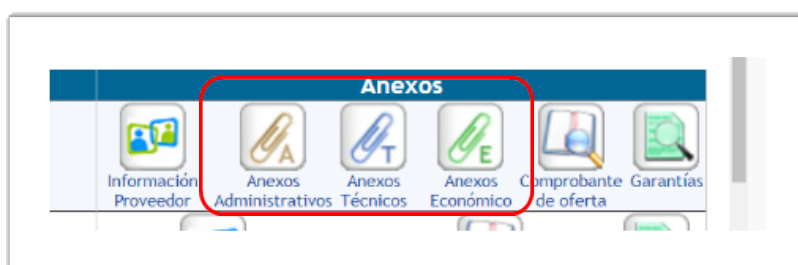 Anexos
A T E
Información Anexos Anexos Anexos Comprobante Garantías
Proveedor Administrativos Técnicos Económico de oferta